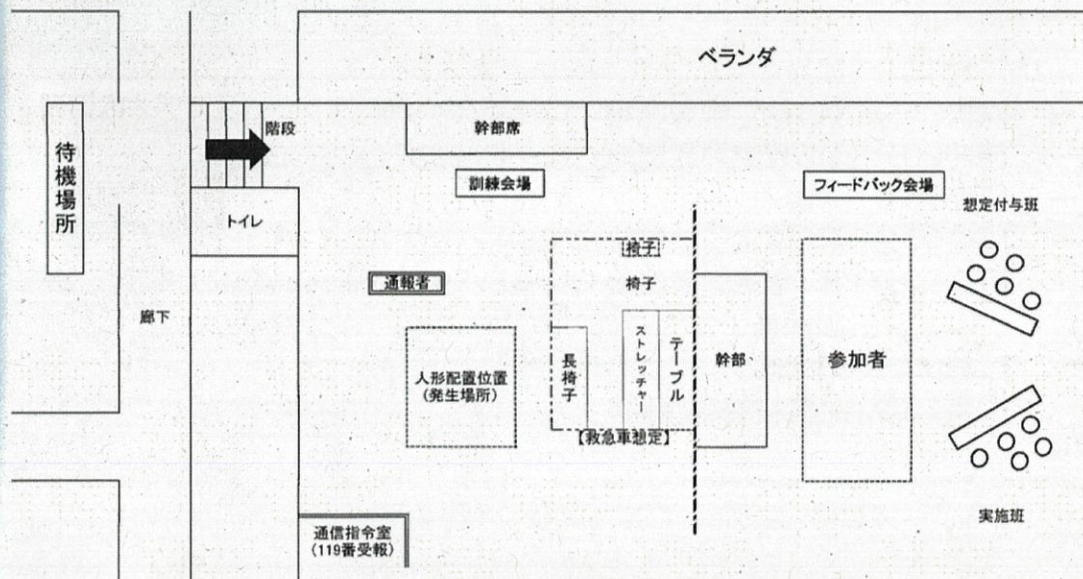 ベランダ
階段
幹部席
待機場所
訓練会場
フィードバック会場
想定付与班
トイレ
椅子
通報者
椅子
廊下
人形配置位置
(発生場所)
長椅子
ストレッチャー
テーブル
幹部
参加者
【救急車想定】
実施班
通信指令室
(119番受報)